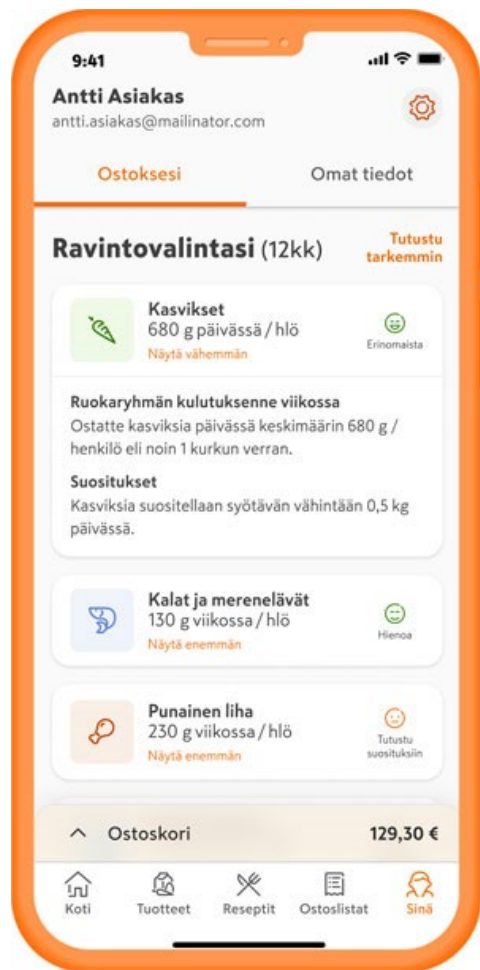 9:41
Antti Asiakas
antti.asiakas@mailinator.com
Ostoksesi
Omat tiedot
Ravintovalintasi (12kk)
Tutustu
tarkemmin
Kasvikset
680 g päivässä / hlö
Näytä vähemmän
Erinomaista
Ruokaryhmän kulutuksenne viikossa
Ostatte kasviksia päivässä keskimäärin 680 g /
henkilö eli noin 1 kurkun verran.
Suositukset
Kasviksia suositellaan syötävän vähintään 0,5 kg
päivässä.
Kalat ja merenelävät
130 g viikossa / hlö
Näytä enemmän
Hienoa
Punainen liha
230 g viikossa / hlö
Näytä enemmän
Tutustu
suosituksiin
Ostoskori
129,30 €
Koti
Tuotteet
Reseptit
Ostoslistat
Sinä